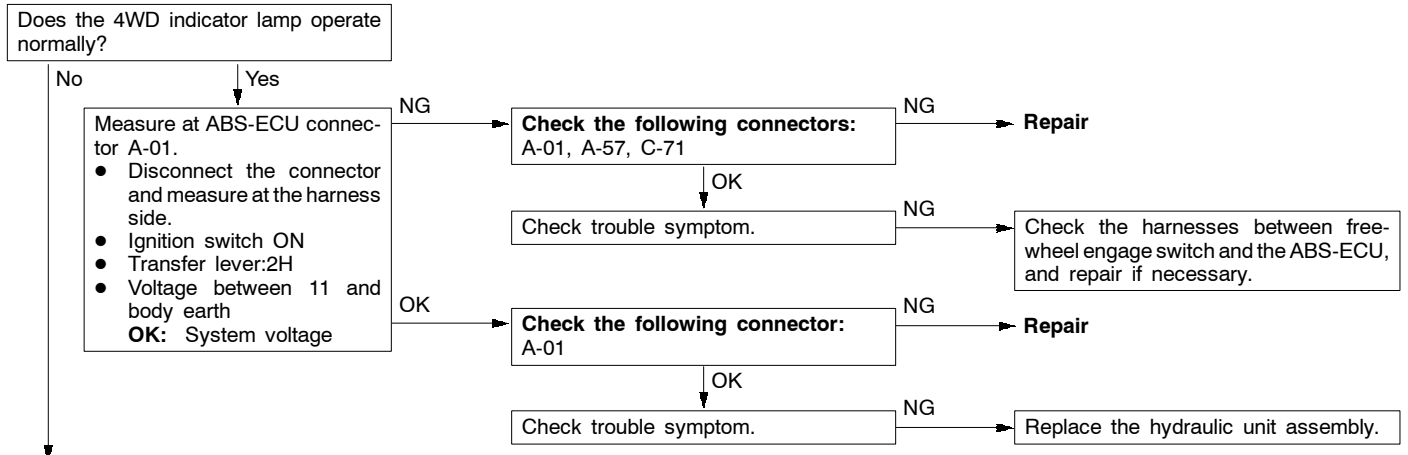 Does the 4WD indicator lamp operate
normally?
No
Yes
Measure at ABS-ECU connec-
tor A-01.
● Disconnect the connector
and measure at the harness
side.
● Ignition switch ON
● Transfer lever:2H
● Voltage between 11 and
body earth
OK: System voltage
NG
Check the following connectors:
A-01, A-57, C-71
NG
Repair
OK
Check trouble symptom.
NG
Check the harnesses between free-
wheel engage switch and the ABS-ECU,
and repair if necessary.
OK
Check the following connector:
A-01
NG
Repair
OK
Check trouble symptom.
NG
Replace the hydraulic unit assembly.